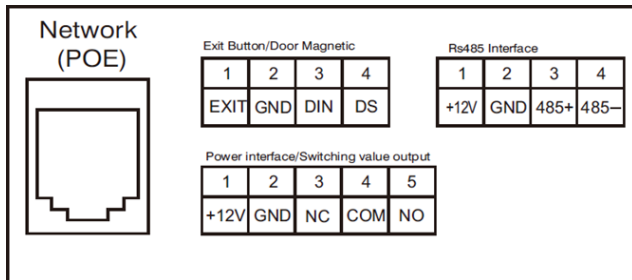 Network
(POE)
Exit Button/Door Magnetic
1 2 3 4
EXIT GND DIN DS
Rs485 Interface
1 2 3 4
+12V GND 485+ 485−
Power interface/Switching value output
1 2 3 4 5
+12V GND NC COM NO